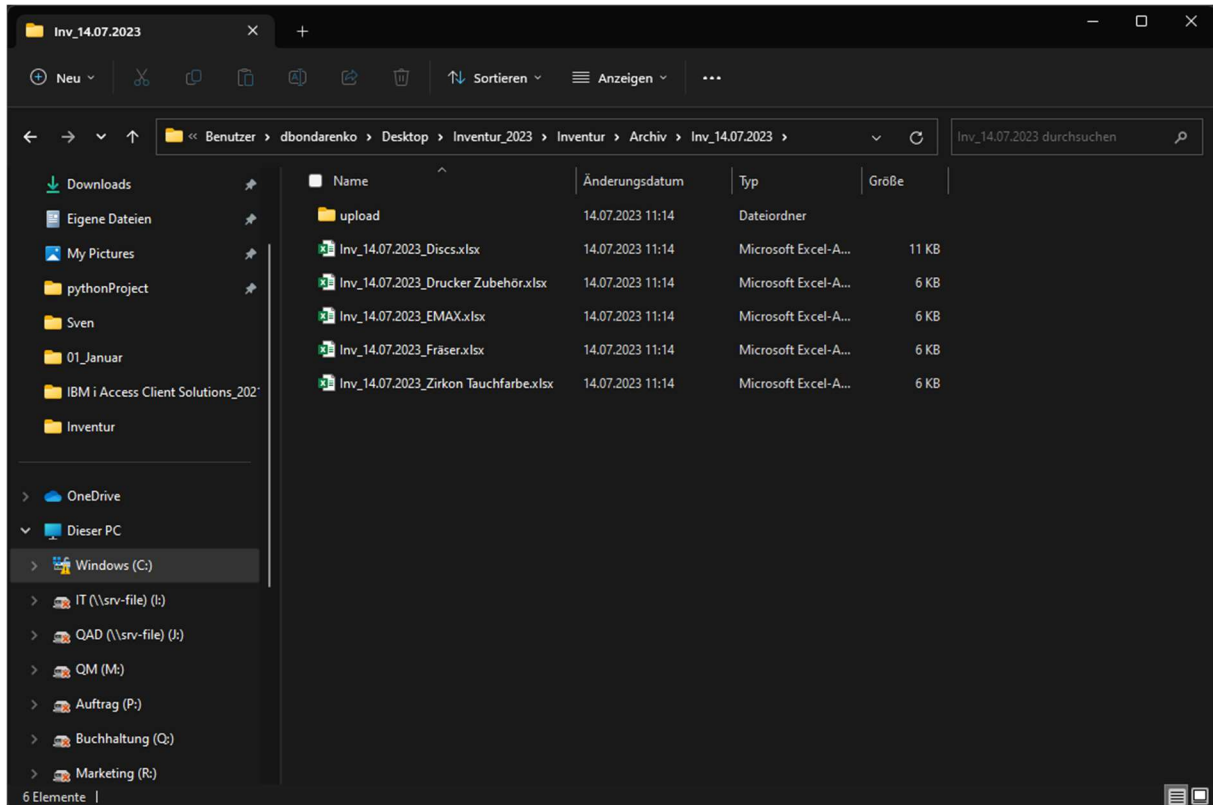 Inv_14.07.2023
Neu Sortieren Anzeigen
« Benutzer > dbondarenko > Desktop > Inventur_2023 > Inventur > Archiv > Inv_14.07.2023 > Inv_14.07.2023 durchsuchen
Downloads
Eigene Dateien
My Pictures
pythonProject
Sven
01_Januar
IBM i Access Client Solutions_202
Inventur
OneDrive
Dieser PC
Windows (C:)
IT (\\srv-file) (I:)
QAD (\\srv-file) (J:)
QM (M:)
Auftrag (P:)
Buchhaltung (Q:)
Marketing (R:)
Name Änderungsdatum Typ Größe
upload 14.07.2023 11:14 Dateiordner
Inv_14.07.2023_Discs.xlsx 14.07.2023 11:14 Microsoft Excel-A... 11 KB
Inv_14.07.2023_Drucker Zubehör.xlsx 14.07.2023 11:14 Microsoft Excel-A... 6 KB
Inv_14.07.2023_EMAX.xlsx 14.07.2023 11:14 Microsoft Excel-A... 6 KB
Inv_14.07.2023_Fräser.xlsx 14.07.2023 11:14 Microsoft Excel-A... 6 KB
Inv_14.07.2023_Zirkon Tauchfarbe.xlsx 14.07.2023 11:14 Microsoft Excel-A... 6 KB
6 Elemente